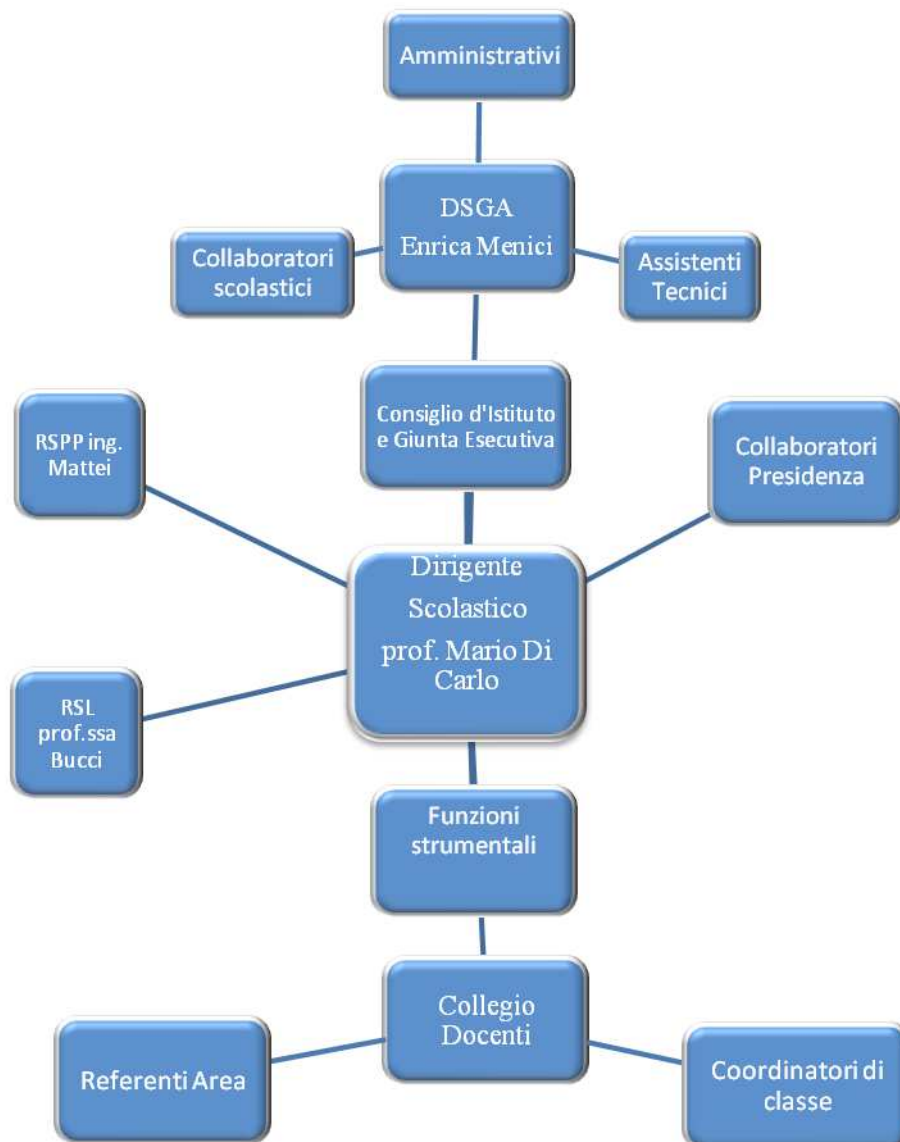 Amministrativi
DSGA
Enrica Menici
Collaboratori
scolastici
Assistenti
Tecnici
Consiglio d'Istituto
e Giunta Esecutiva
RSPP ing.
Mattei
Collaboratori
Presidenza
Dirigente
Scolastico
prof. Mario Di
Carlo
RSL
prof.ssa
Bucci
Funzioni
strumentali
Collegio
Docenti
Referenti Area
Coordinatori di
classe